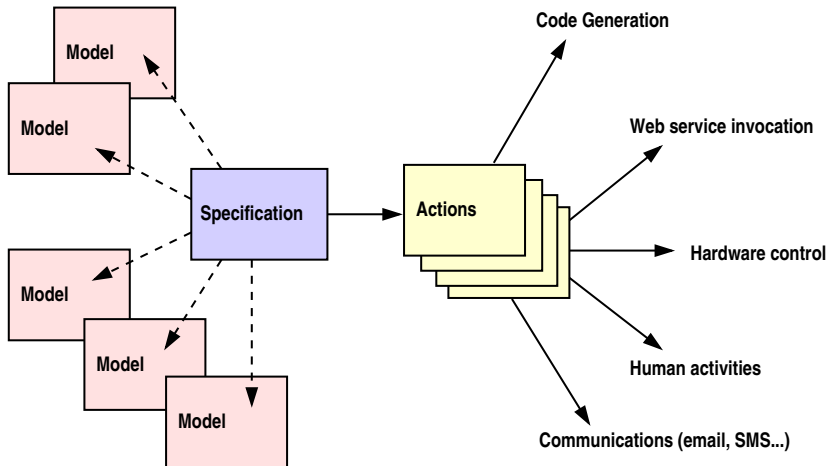 Code Generation
Model
Model
Web service invocation
Specification
Actions
Hardware control
Model
Model
Human activities
Model
Communications (email, SMS...)